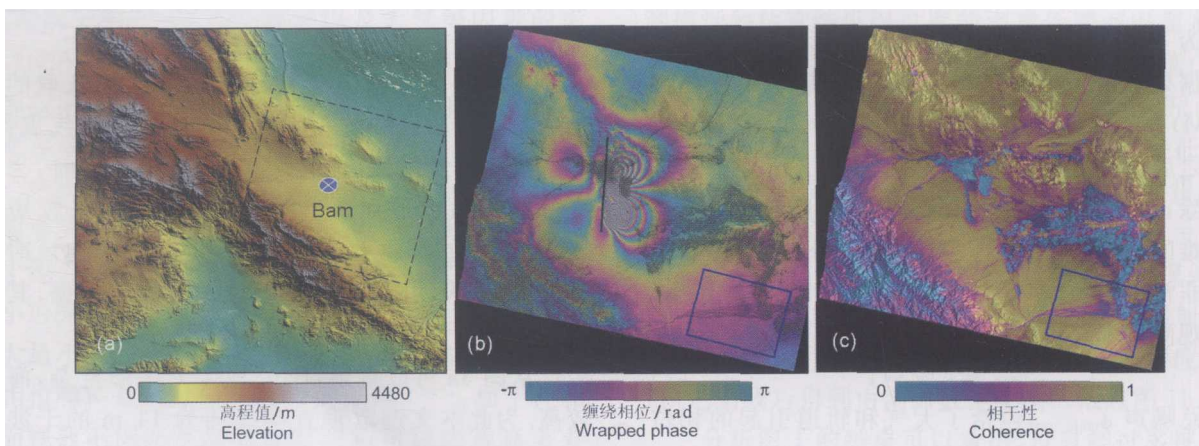 Bam
(a)
(b)
(c)
0 4480
高程值/m
Elevation
-π π
缠绕相位/rad
Wrapped phase
0 1
相干性
Coherence